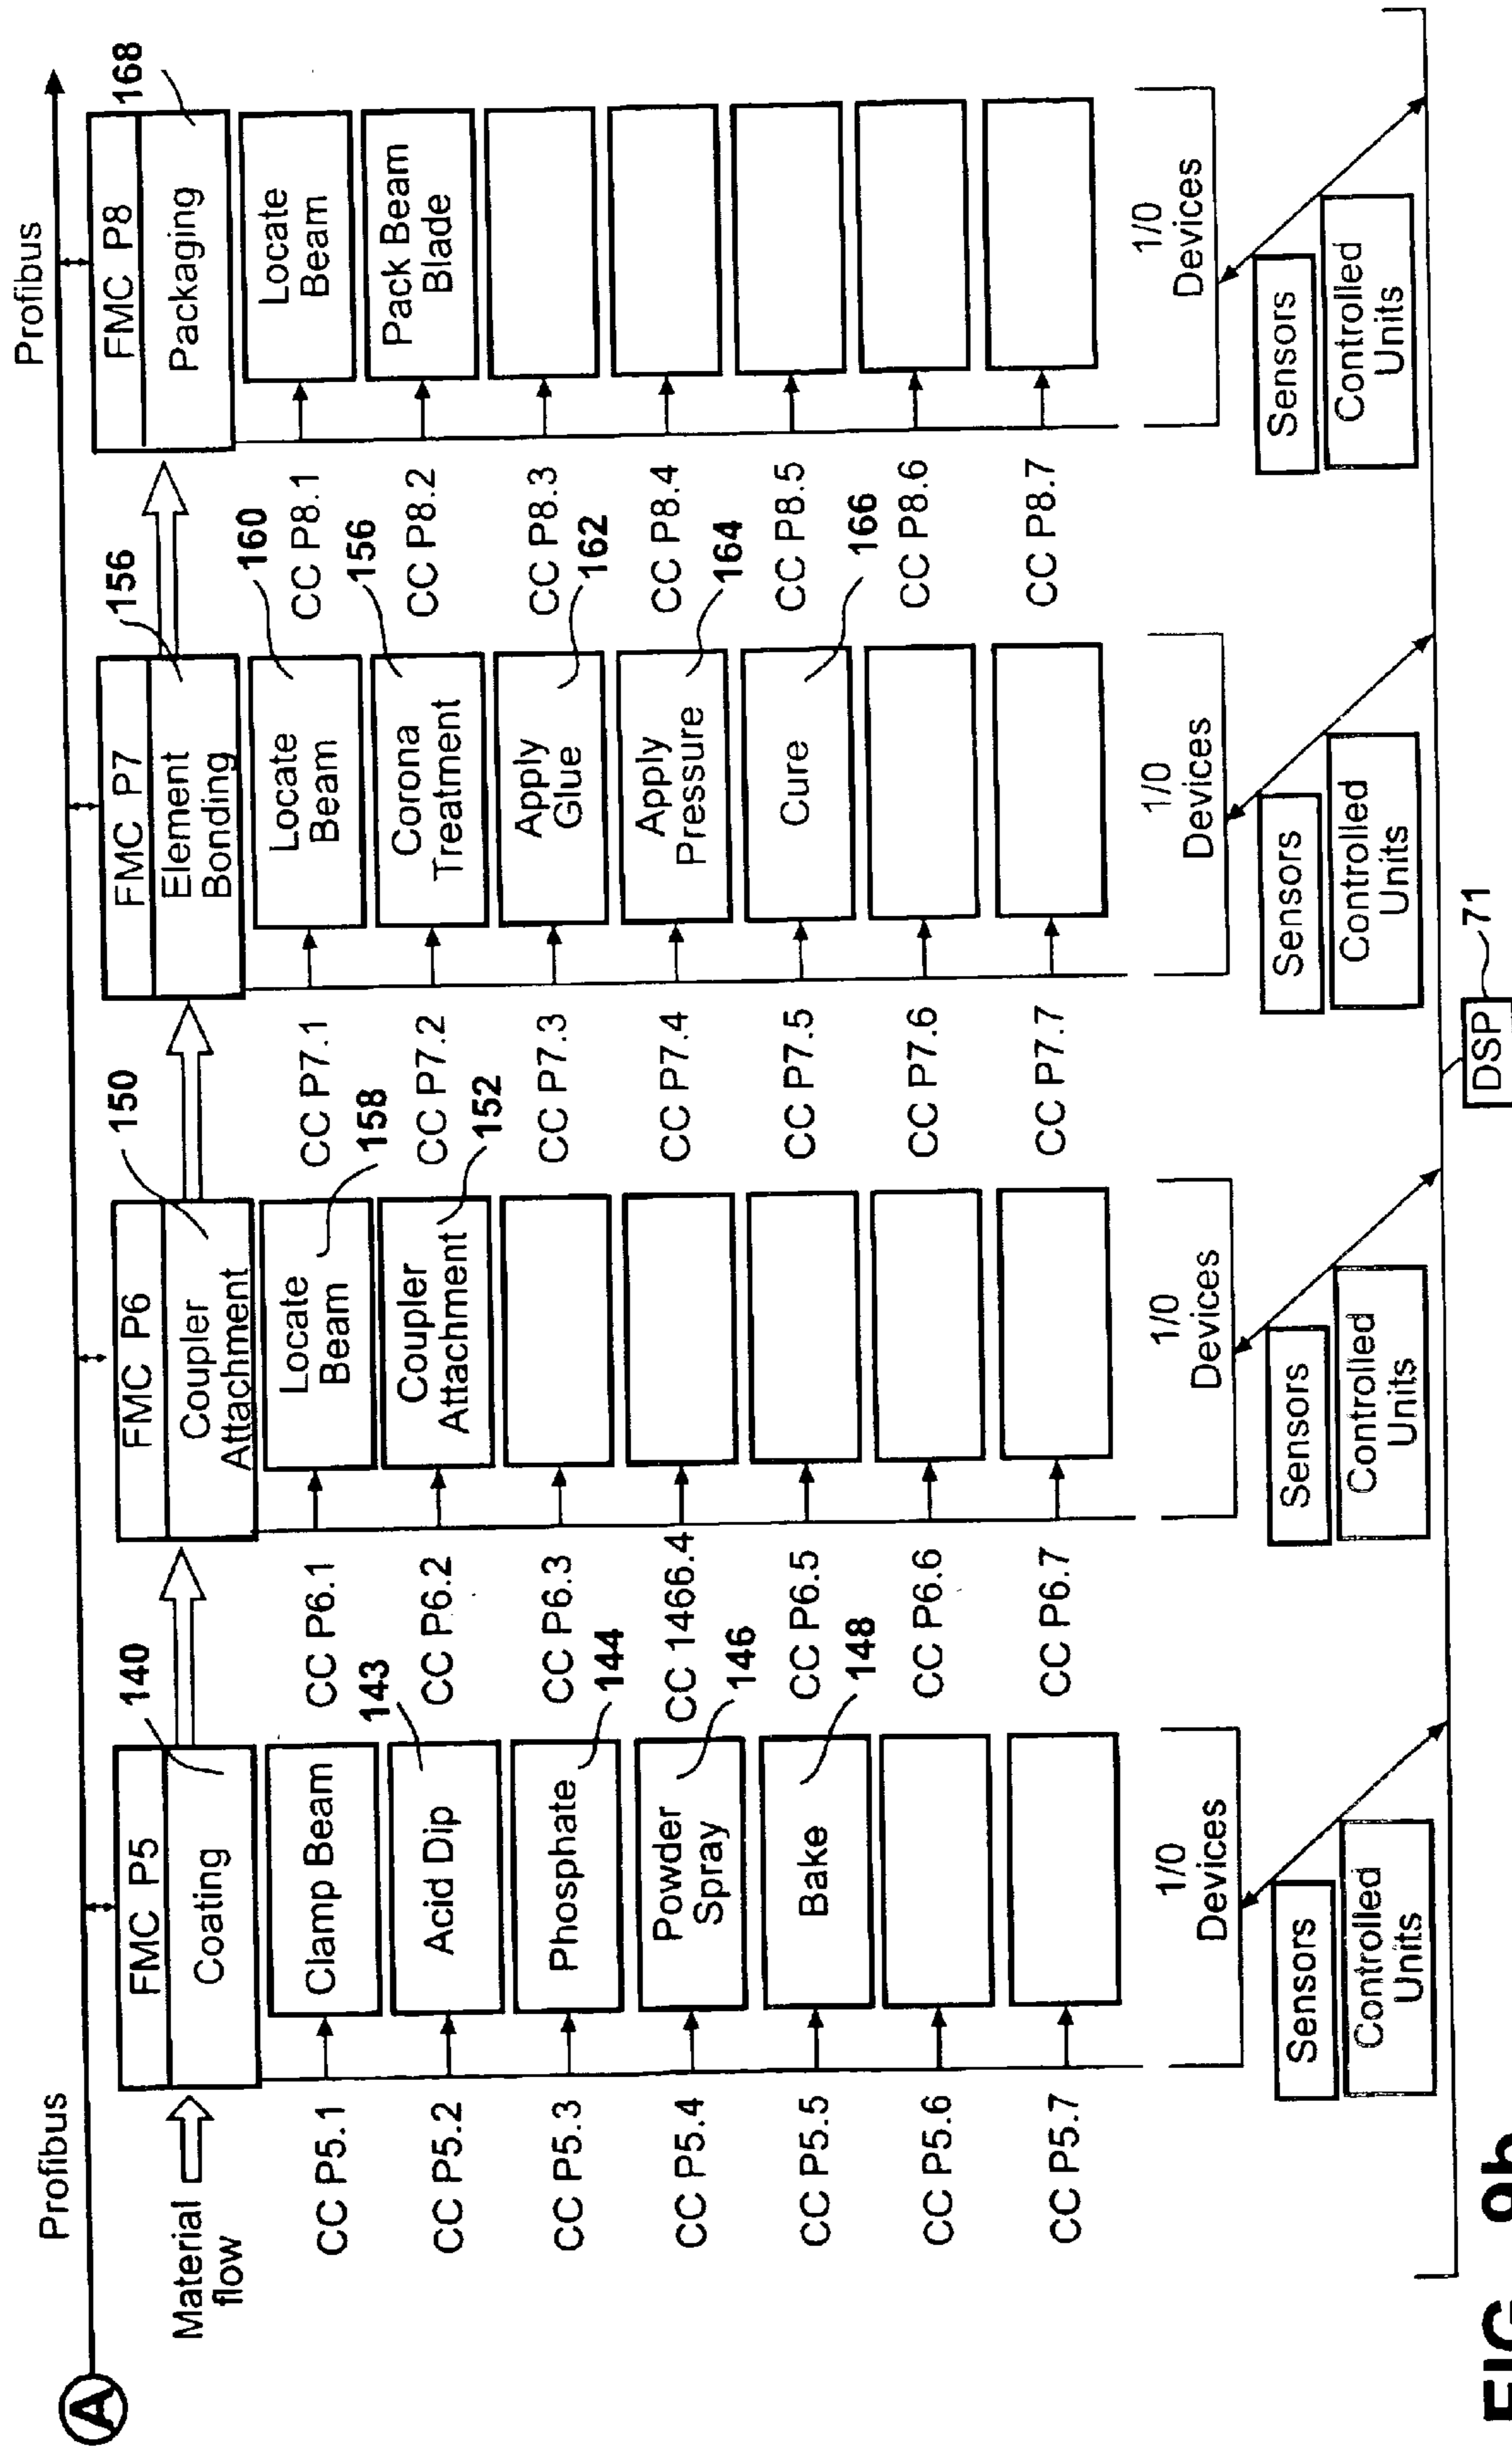 Profibus
Profibus
A
Material
flow
140
FMC P5
Coating
CC P5.1
Clamp Beam
CC P5.2
Acid Dip
143
CC P5.3
Phosphate
144
CC P5.4
Powder
Spray
146
CC P5.5
Bake
148
CC P5.6
CC P5.7
1/0
Devices
Sensors
Controlled
Units
150
FMC P6
Coupler
Attachment
CC P6.1
Locate
Beam
158
CC P6.2
Coupler
Attachment
152
CC P6.3
CC 1466.4
CC P6.5
CC P6.6
CC P6.7
1/0
Devices
Sensors
Controlled
Units
156
FMC P7
Element
Bonding
CC P7.1
Locate
Beam
160
CC P7.2
Corona
Treatment
156
CC P7.3
Apply
Glue
162
CC P7.4
Apply
Pressure
164
CC P7.5
Cure
166
CC P7.6
CC P7.7
1/0
Devices
Sensors
Controlled
Units
168
FMC P8
Packaging
CC P8.1
Locate
Beam
CC P8.2
Pack Beam
Blade
CC P8.3
CC P8.4
CC P8.5
CC P8.6
CC P8.7
1/0
Devices
Sensors
Controlled
Units
DSP
71
FIG. 9b